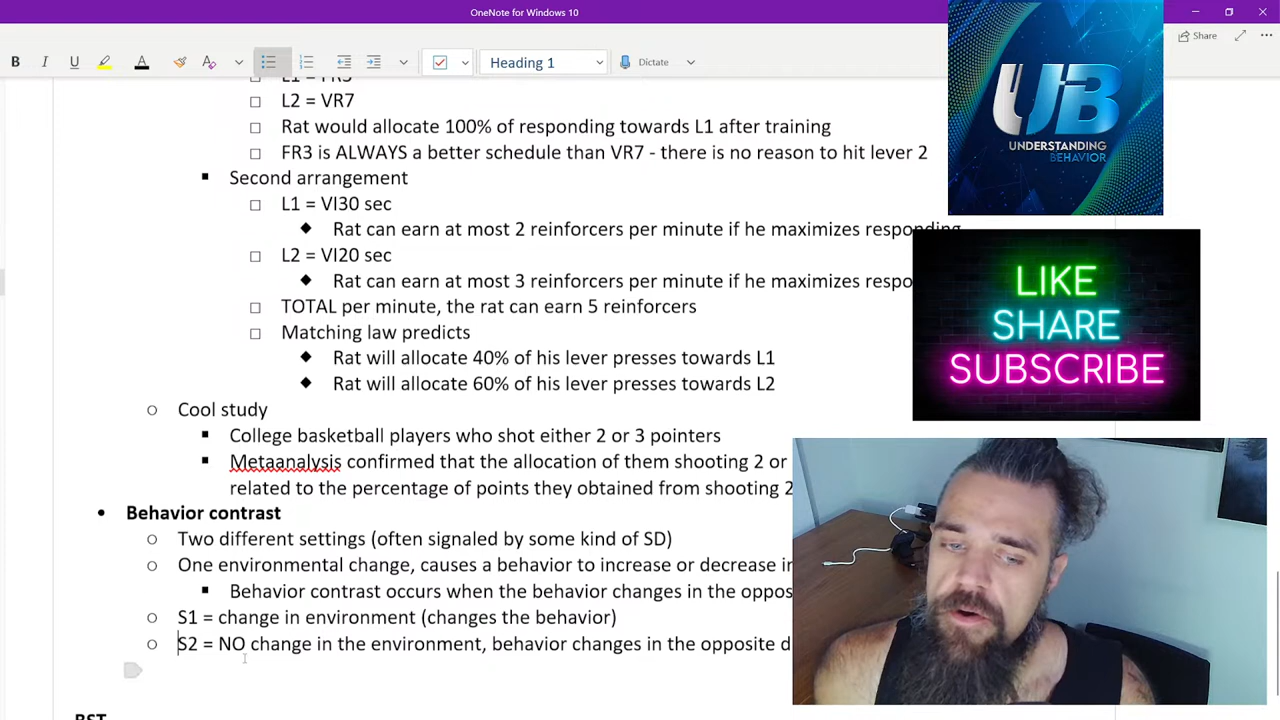 OneNote for Windows 10
Share
B I U Heading 1 Dictate
L1 = FR3
L2 = VR7
Rat would allocate 100% of responding towards L1 after training
FR3 is ALWAYS a better schedule than VR7 - there is no reason to hit lever 2
Second arrangement
L1 = VI30 sec
Rat can earn at most 2 reinforcers per minute if he maximizes responding
L2 = VI20 sec
Rat can earn at most 3 reinforcers per minute if he maximizes respo
TOTAL per minute, the rat can earn 5 reinforcers
Matching law predicts
Rat will allocate 40% of his lever presses towards L1
Rat will allocate 60% of his lever presses towards L2
Cool study
College basketball players who shot either 2 or 3 pointers
Metaanalysis confirmed that the allocation of them shooting 2 or
related to the percentage of points they obtained from shooting 2
Behavior contrast
Two different settings (often signaled by some kind of SD)
One environmental change, causes a behavior to increase or decrease in
Behavior contrast occurs when the behavior changes in the oppos
S1 = change in environment (changes the behavior)
S2 = NO change in the environment, behavior changes in the opposite d
BST
UB
UNDERSTANDING
BEHAVIOR
LIKE
SHARE
SUBSCRIBE